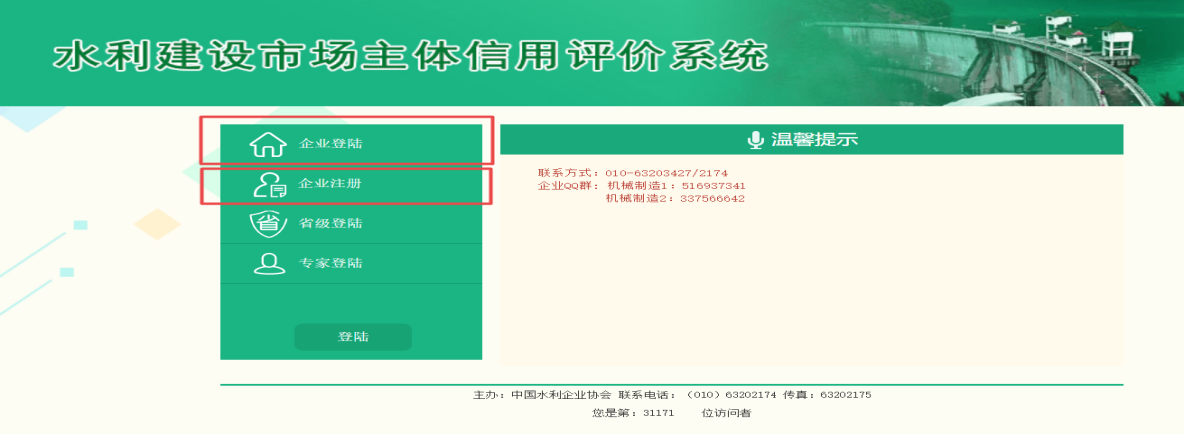 水利建设市场主体信用评价系统
企业登陆
企业注册
省 省级登陆
专家登陆
登陆
温馨提示
联系方式：010-63203427/2174
企业QQ群： 机械制造1：516937341
机械制造2：337566642
主办：中国水利企业协会 联系电话：（010）63202174 传真：63202175
您是第：31171 位访问者